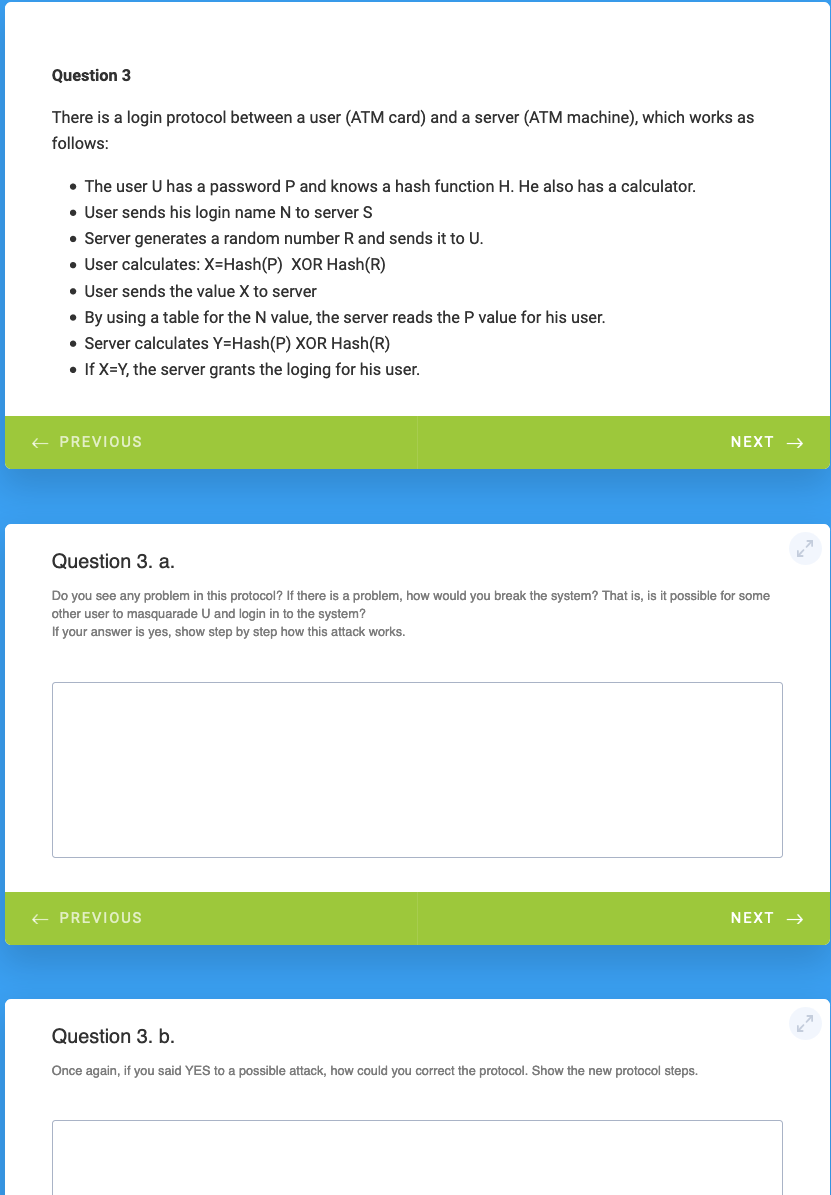 Question 3
There is a login protocol between a user (ATM card) and a server (ATM machine), which works as
follows:
• The user U has a password P and knows a hash function H. He also has a calculator.
• User sends his login name N to server S
• Server generates a random number R and sends it to U.
• User calculates: X=Hash(P)  XOR Hash(R)
• User sends the value X to server
• By using a table for the N value, the server reads the P value for his user.
• Server calculates Y=Hash(P) XOR Hash(R)
• If X=Y, the server grants the loging for his user.
← PREVIOUS
NEXT →
Question 3. a.
Do you see any problem in this protocol? If there is a problem, how would you break the system? That is, is it possible for some
other user to masquarade U and login in to the system?
If your answer is yes, show step by step how this attack works.
← PREVIOUS
NEXT →
Question 3. b.
Once again, if you said YES to a possible attack, how could you correct the protocol. Show the new protocol steps.